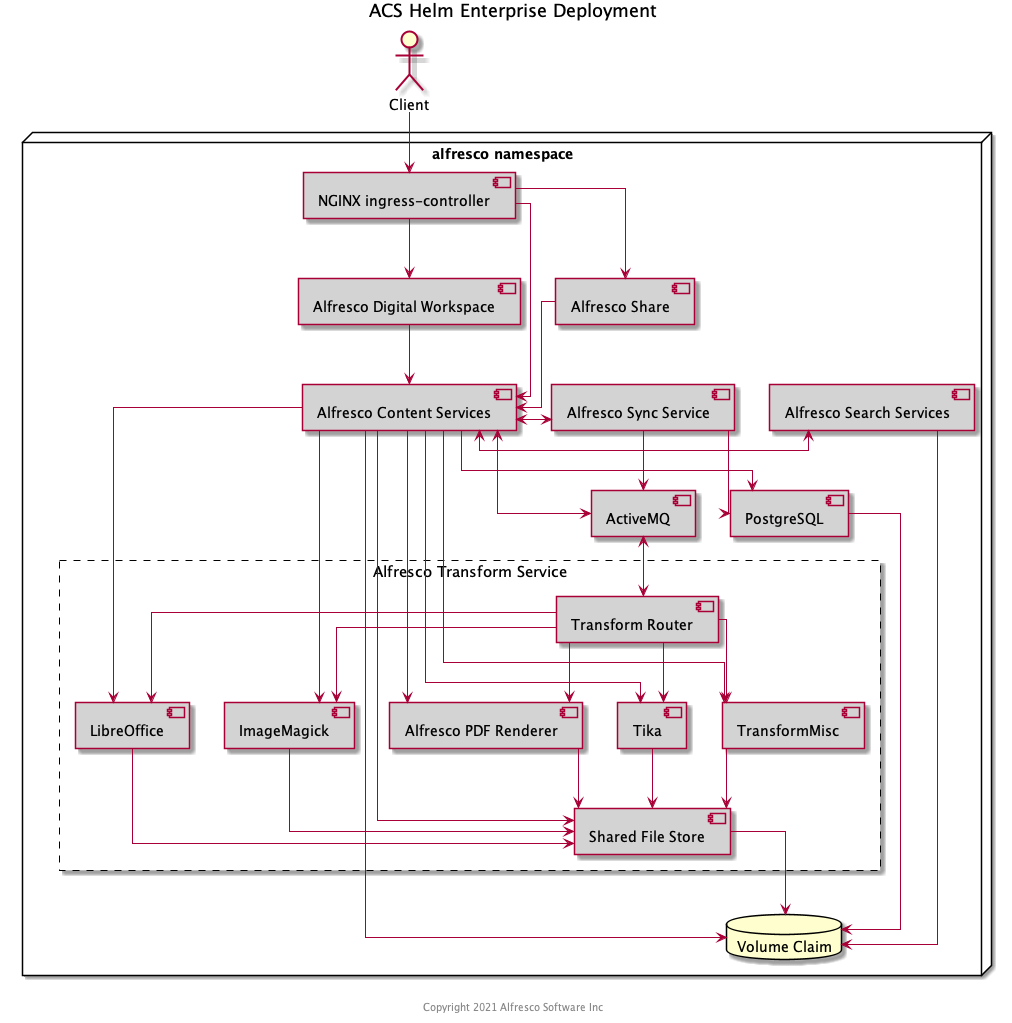 ACS Helm Enterprise Deployment
Client
alfresco namespace
NGINX ingress-controller
Alfresco Digital Workspace
Alfresco Share
Alfresco Content Services
Alfresco Sync Service
Alfresco Search Services
ActiveMQ
PostgreSQL
Alfresco Transform Service
Transform Router
LibreOffice
ImageMagick
Alfresco PDF Renderer
Tika
TransformMisc
Shared File Store
Volume Claim
Copyright 2021 Alfresco Software Inc